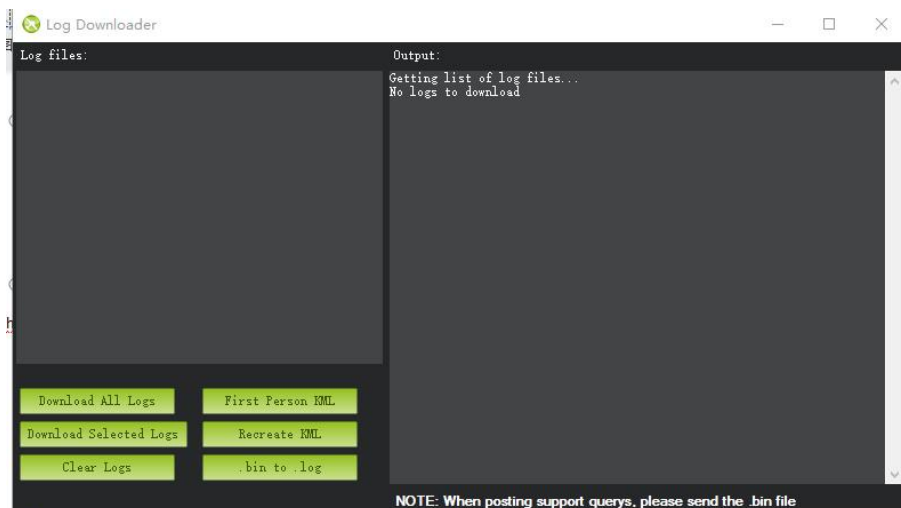 Log Downloader
Log files:
Output:
Getting list of log files...
No logs to download
Download All Logs
First Person KML
Download Selected Logs
Recreate KML
Clear Logs
.bin to .log
NOTE: When posting support querys, please send the .bin file